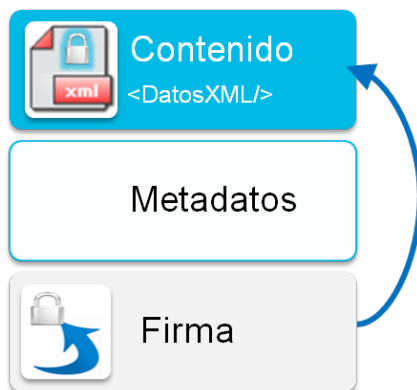 Contenido
xml
<DatosXML/>
Metadatos
Firma